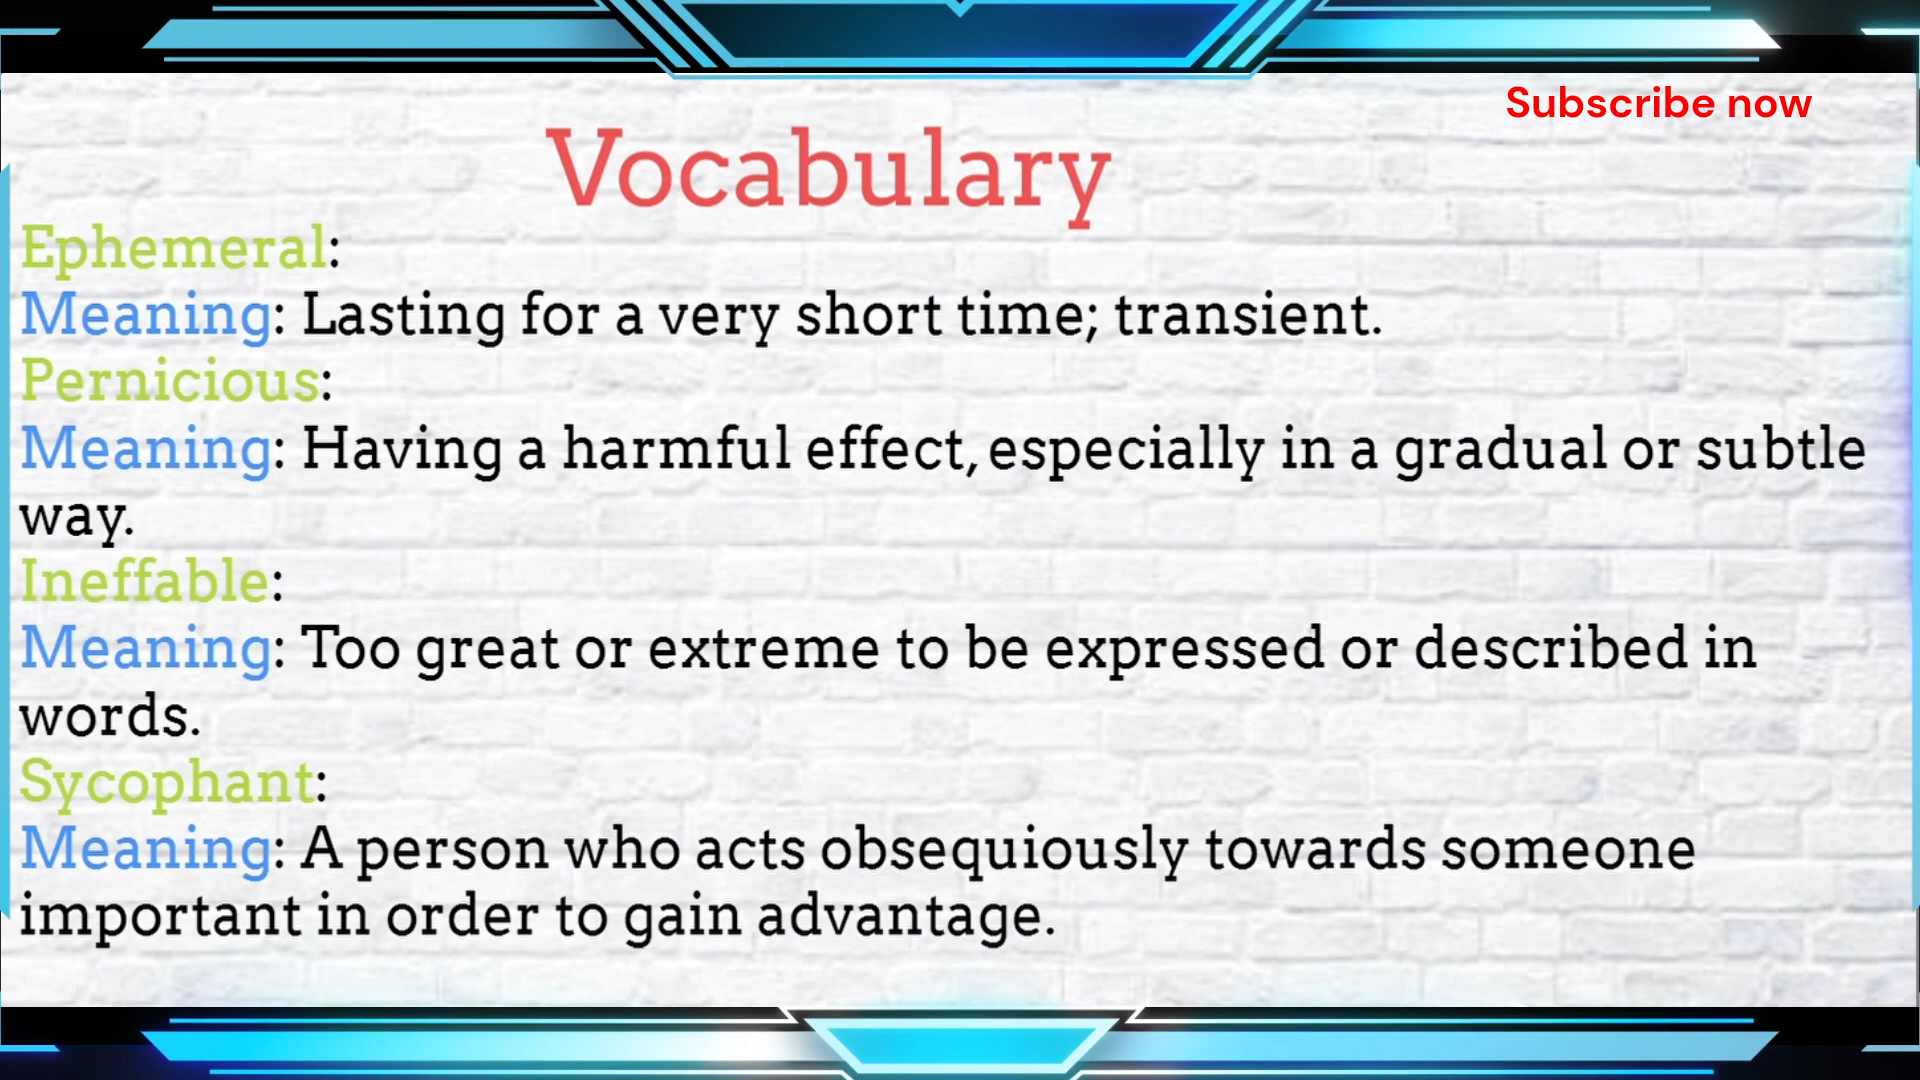 Subscribe now
Vocabulary
Ephemeral:
Meaning: Lasting for a very short time; transient.
Pernicious:
Meaning: Having a harmful effect, especially in a gradual or subtle
way.
Ineffable:
Meaning: Too great or extreme to be expressed or described in
words.
Sycophant:
Meaning: A person who acts obsequiously towards someone
important in order to gain advantage.